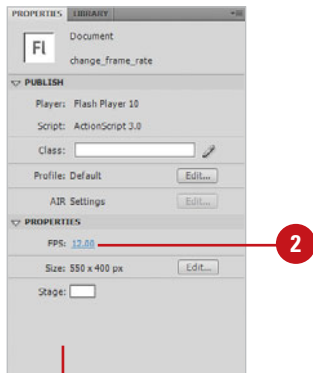 PROPERTIES LIBRARY
FL
Document
change_frame_rate
PUBLISH
Player: Flash Player 10
Script: ActionScript 3.0
Class:
Profile: Default Edit...
AIR Settings Edit...
PROPERTIES
FPS: 12.00
2
Size: 550 x 400 px Edit...
Stage: